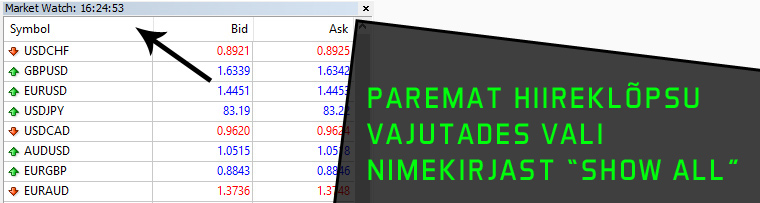 Market Watch: 16:24:53
Symbol Bid Ask
USDCHF 0.8921 0.8925
GBPUSD 1.6339 1.6342
EURUSD 1.4451 1.4453
USDJPY 83.19 83.22
USDCAD 0.9620 0.9624
AUDUSD 1.0515 1.0518
EURGBP 0.8843 0.8846
EURAUD 1.3736 1.3748
PAREMAT HIIREKLÕPSU
VAJUTADES VALI
NIMEKIRJAST “SHOW ALL”